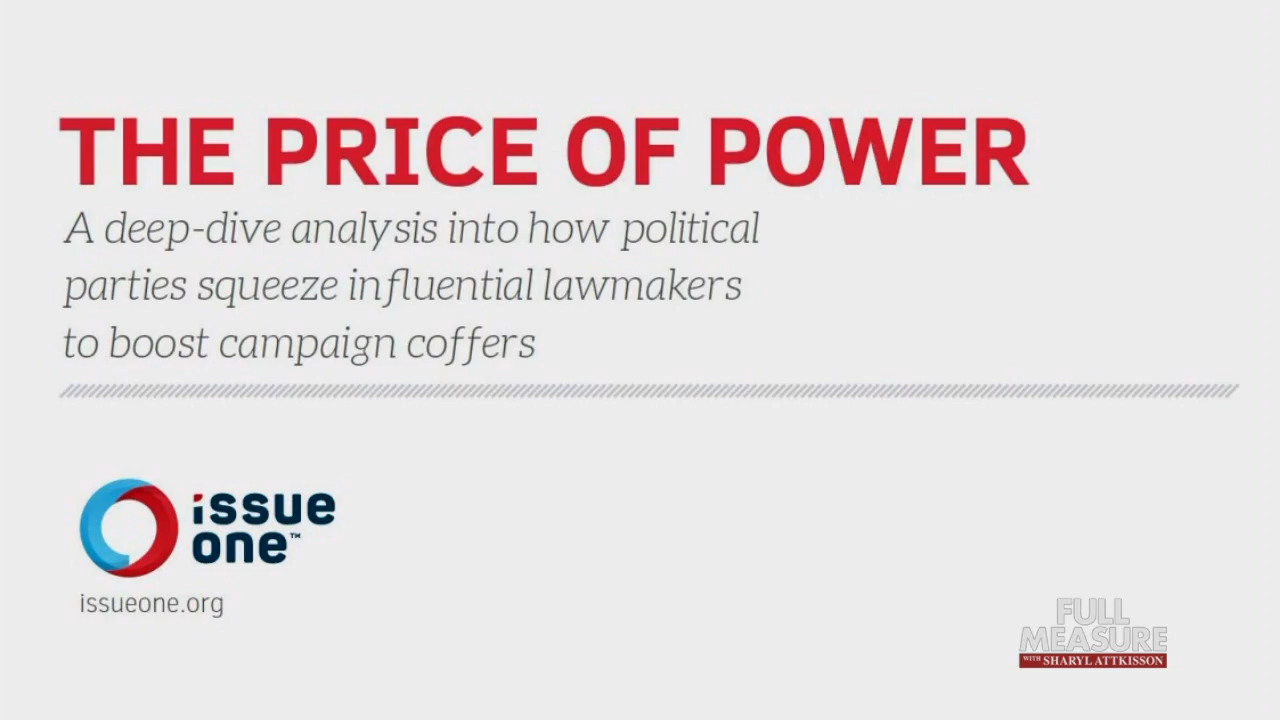 THE PRICE OF POWER
A deep-dive analysis into how political
parties squeeze influential lawmakers
to boost campaign coffers
issue
one™
issueone.org
FULL
MEASURE
WITH SHARYL ATTKISSON